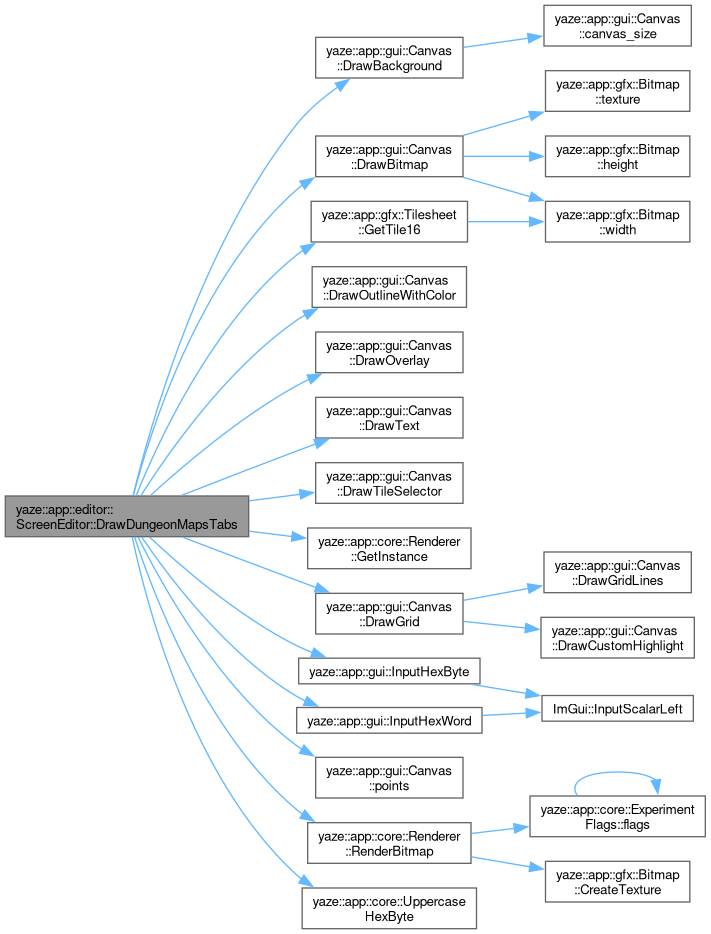 yaze::app::editor::
ScreenEditor::DrawDungeonMapsTabs
yaze::app::gui::Canvas
::DrawBackground
yaze::app::gui::Canvas
::canvas_size
yaze::app::gui::Canvas
::DrawBitmap
yaze::app::gfx::Bitmap
::texture
yaze::app::gfx::Bitmap
::height
yaze::app::gfx::Bitmap
::width
yaze::app::gfx::Tilesheet
::GetTile16
yaze::app::gui::Canvas
::DrawOutlineWithColor
yaze::app::gui::Canvas
::DrawOverlay
yaze::app::gui::Canvas
::DrawText
yaze::app::gui::Canvas
::DrawTileSelector
yaze::app::core::Renderer
::GetInstance
yaze::app::gui::Canvas
::DrawGrid
yaze::app::gui::Canvas
::DrawGridLines
yaze::app::gui::Canvas
::DrawCustomHighlight
yaze::app::gui::InputHexByte
ImGui::InputScalarLeft
yaze::app::gui::InputHexWord
yaze::app::gui::Canvas
::points
yaze::app::core::Renderer
::RenderBitmap
yaze::app::core::Experiment
Flags::flags
yaze::app::gfx::Bitmap
::CreateTexture
yaze::app::core::Uppercase
HexByte